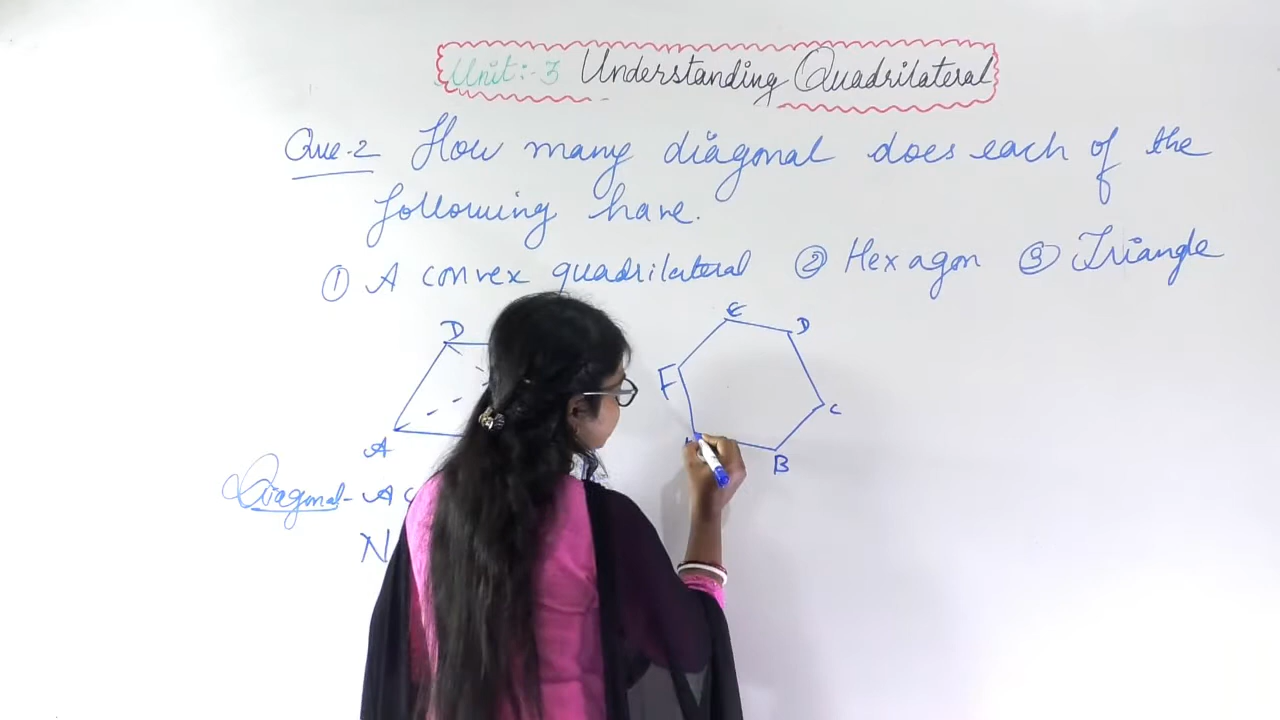 Unit:-3 Understanding Quadrilateral
Que-2 How many diagonal does each of the
following have.
① A convex quadrilateral ② Hexagon ③ Triangle
D
E
D
F
C
A
B
Diagonal - A C
N